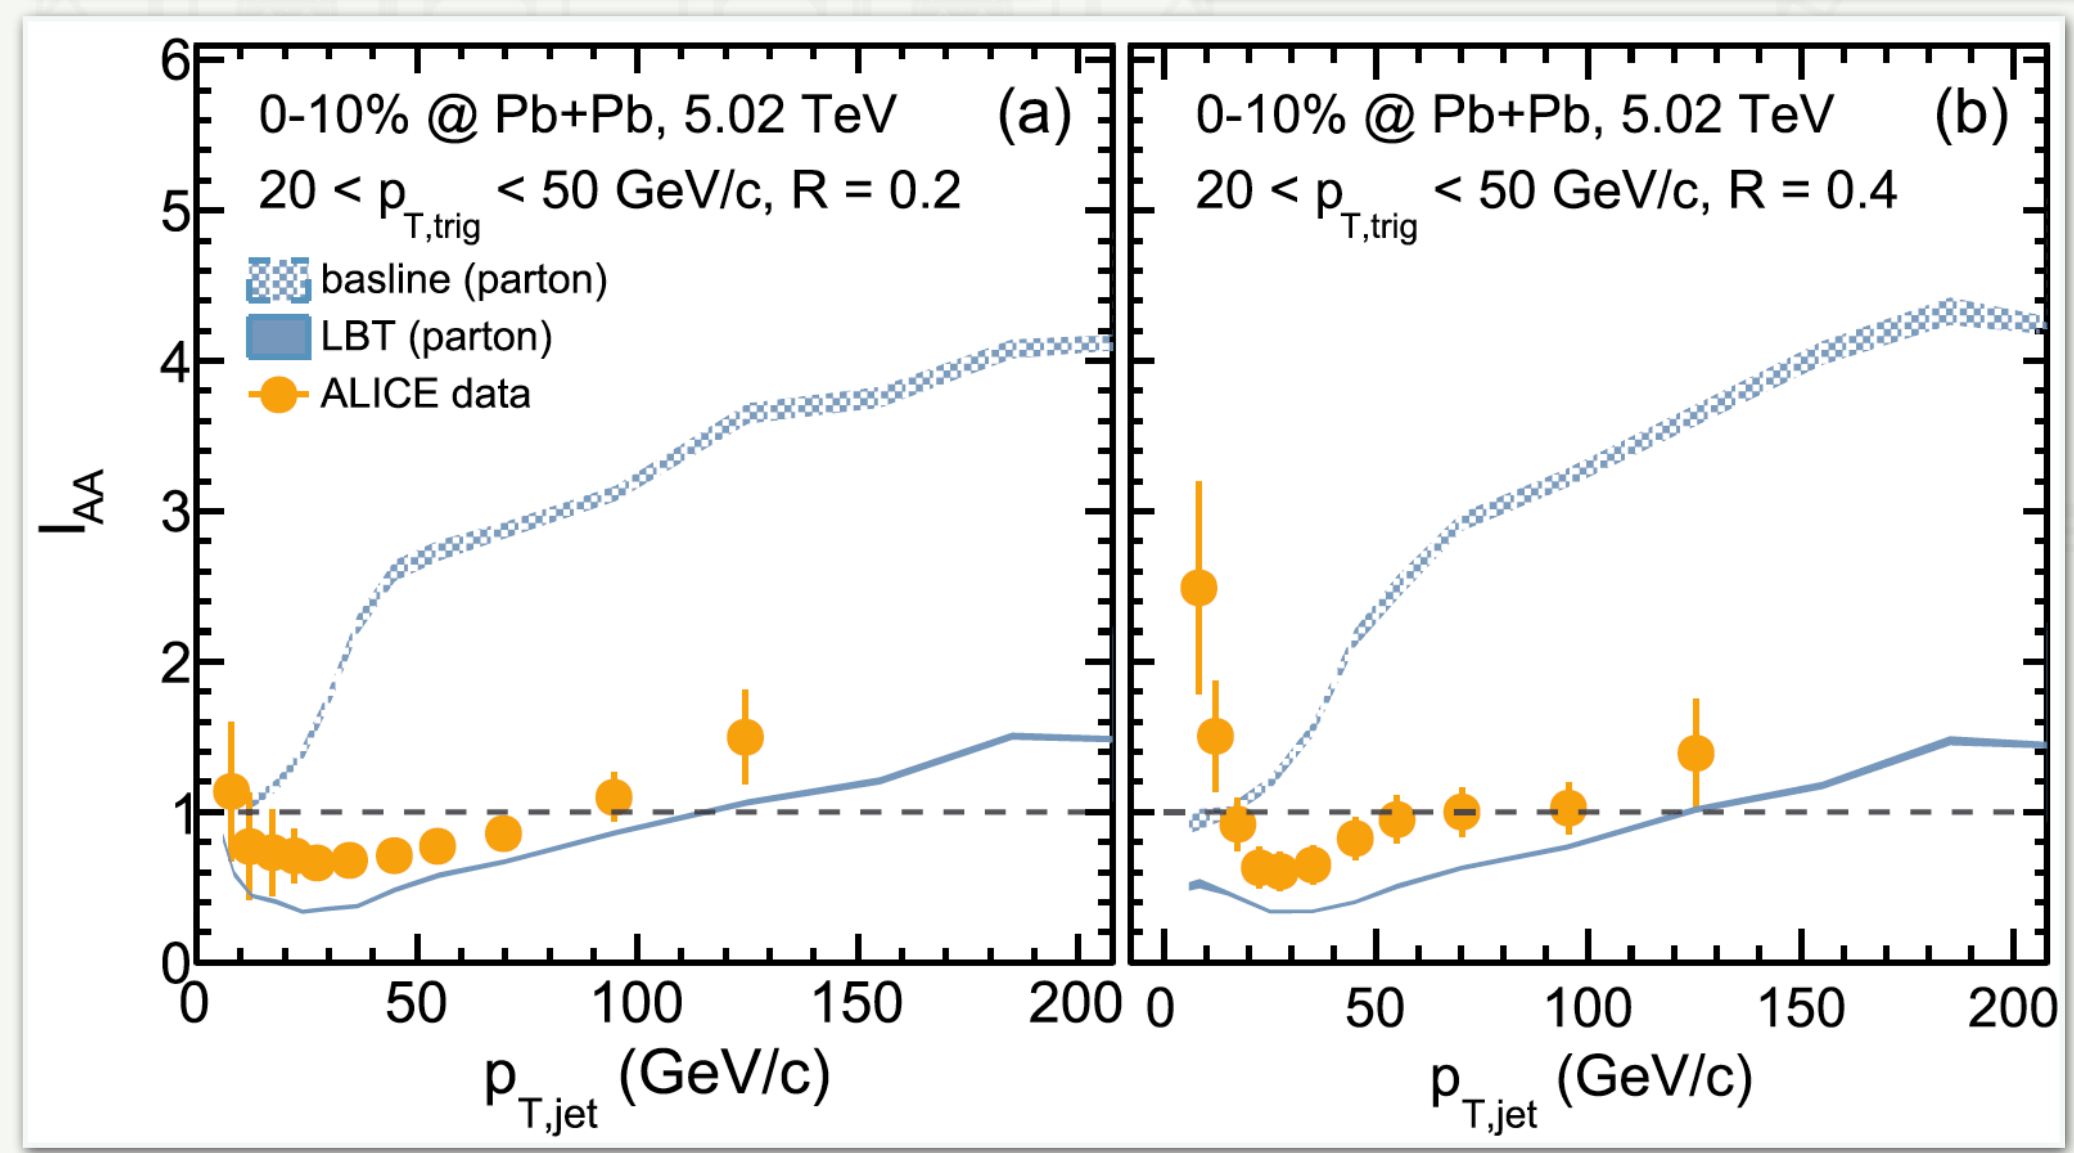 6
5
4
3
2
1
0
I_AA
0-10% @ Pb+Pb, 5.02 TeV
(a)
20 < p_T,trig < 50 GeV/c, R = 0.2
basline (parton)
LBT (parton)
ALICE data
0 50 100 150 200
p_T,jet (GeV/c)
0-10% @ Pb+Pb, 5.02 TeV
(b)
20 < p_T,trig < 50 GeV/c, R = 0.4
0 50 100 150 200
p_T,jet (GeV/c)